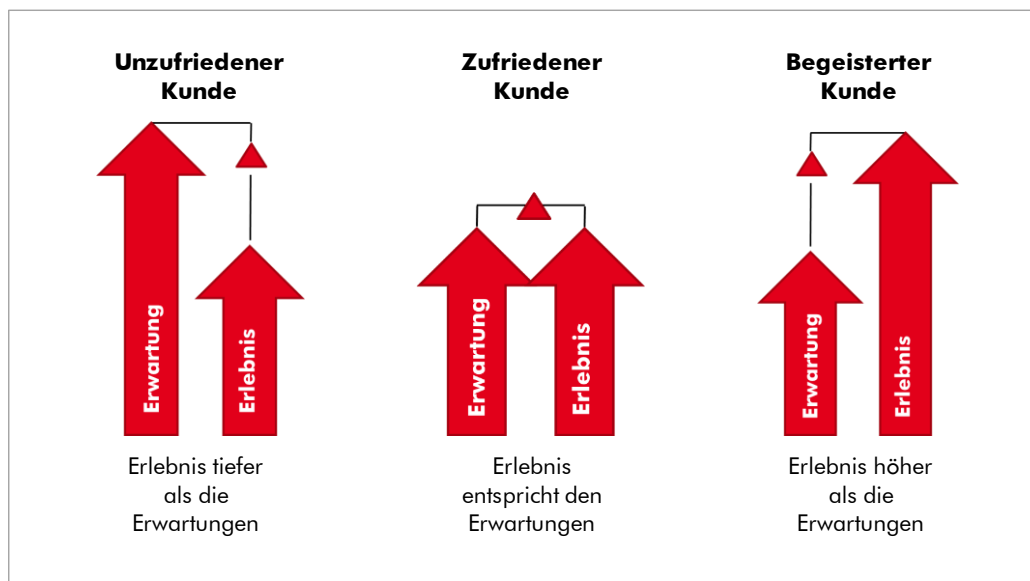 Unzufriedener
Kunde
Erwartung
Erlebnis
Erlebnis tiefer
als die
Erwartungen
Zufriedener
Kunde
Erwartung
Erlebnis
Erlebnis
entspricht den
Erwartungen
Begeisterter
Kunde
Erwartung
Erlebnis
Erlebnis höher
als die
Erwartungen